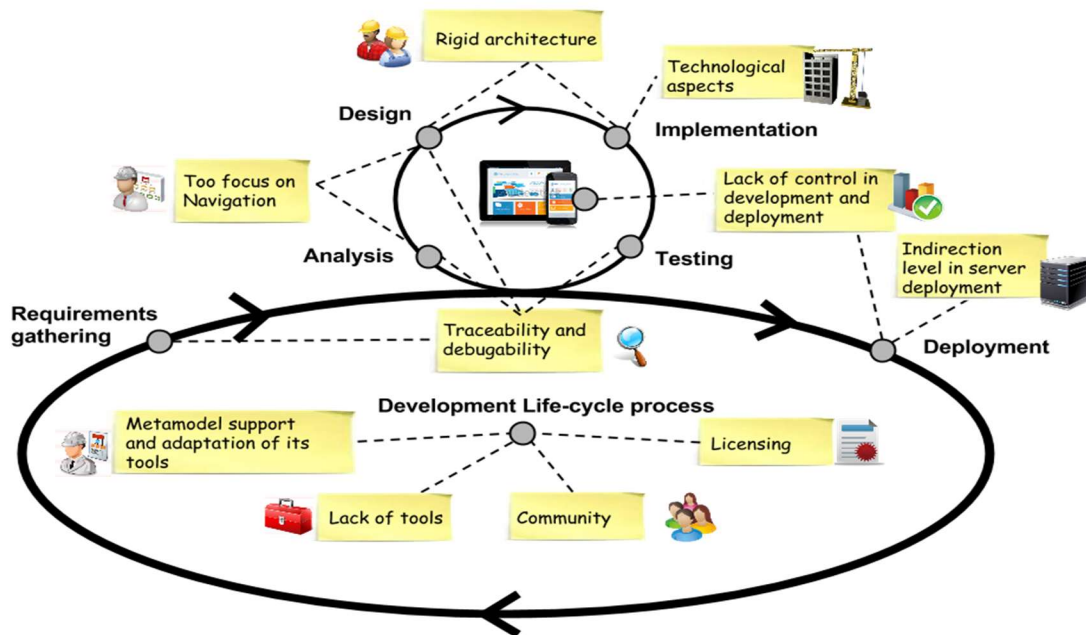 Rigid architecture
Technological
aspects
Design
Implementation
Too focus on
Navigation
Lack of control in
development and
deployment
Analysis
Testing
Indirection
level in server
deployment
Requirements
gathering
Traceability and
debugability
Deployment
Development Life-cycle process
Metamodel support
and adaptation of its
tools
Licensing
Lack of tools
Community